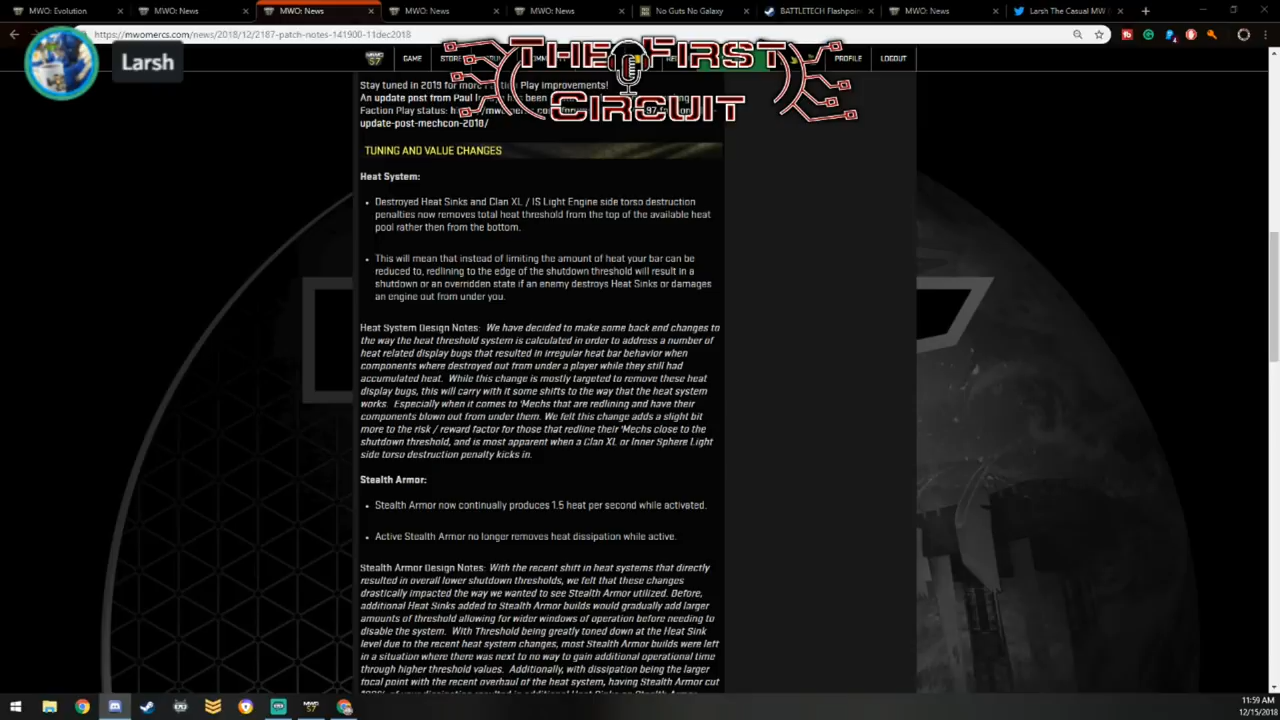 MWO: Evolution
MWO: News
MWO: News
MWO: News
MWO: News
No Guts No Galaxy
BATTLETECH Flashpoint
MWO: News
Larsh The Casual MW
https://mwomercs.com/news/2018/12/2187-patch-notes-141900-11dec2018
Larsh
GAME
STORE
PROFILE
LOGOUT
THE FIRST
CIRCUIT
Stay tuned in 2019 for more Play Improvements!
An update post from Paul
Faction Play status:
update-post-mechcon-2018/
TUNING AND VALUE CHANGES
Heat System:
• Destroyed Heat Sinks and Clan XL / IS Light Engine side torso destruction
penalties now removes total heat threshold from the top of the available heat
pool rather then from the bottom.
• This will mean that instead of limiting the amount of heat your bar can be
reduced to, redlining to the edge of the shutdown threshold will result in a
shutdown or an overridden state if an enemy destroys Heat Sinks or damages
an engine out from under you.
Heat System Design Notes: We have decided to make some back end changes to
the way the heat threshold system is calculated in order to address a number of
heat related display bugs that resulted in irregular heat bar behavior when
components where destroyed out from under a player while they still had
accumulated heat. While this change is mostly targeted to remove these heat
display bugs, this will carry with it some shifts to the way that the heat system
works. Especially when it comes to 'Mechs that are redlining and have their
components blown out from under them. We felt this change adds a slight bit
more to the risk / reward factor for those that redline their 'Mechs close to the
shutdown threshold, and is most apparent when a Clan XL or Inner Sphere Light
side torso destruction penalty kicks in.
Stealth Armor:
• Stealth Armor now continually produces 1.5 heat per second while activated.
• Active Stealth Armor no longer removes heat dissipation while active.
Stealth Armor Design Notes: With the recent shift in heat systems that directly
resulted in overall lower shutdown thresholds, we felt that these changes
drastically impacted the way we wanted to see Stealth Armor utilized. Before,
additional Heat Sinks added to Stealth Armor builds would gradually add larger
amounts of threshold allowing for wider windows of operation before needing to
disable the system. With Threshold being greatly toned down at the Heat Sink
level due to the recent heat system changes, most Stealth Armor builds were left
in a situation where there was next to no way to gain additional operational time
through higher threshold values. Additionally, with dissipation being the larger
focal point with the recent overhaul of the heat system, having Stealth Armor cut
11:59 AM
12/15/2018